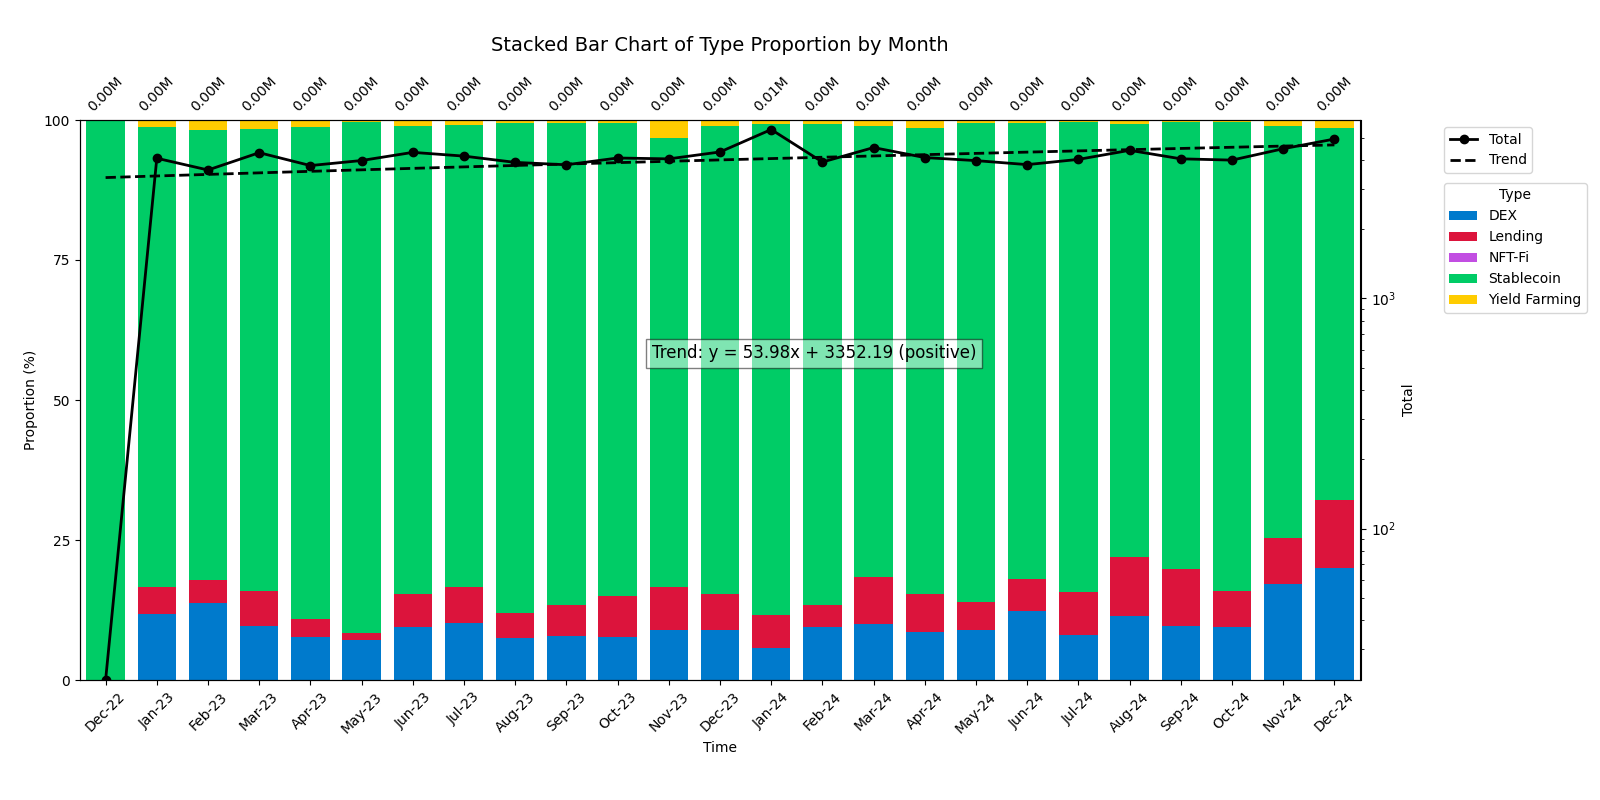 Stacked Bar Chart of Type Proportion by Month
0.00M 0.00M 0.00M 0.00M 0.00M 0.00M 0.00M 0.00M 0.00M 0.00M 0.00M 0.00M 0.00M 0.01M 0.00M 0.00M 0.00M 0.00M 0.00M 0.00M 0.00M 0.00M 0.00M 0.00M 0.00M
100
75
50
25
0
Proportion (%)
Trend: y = 53.98x + 3352.19 (positive)
10³
10²
Total
Dec-22 Jan-23 Feb-23 Mar-23 Apr-23 May-23 Jun-23 Jul-23 Aug-23 Sep-23 Oct-23 Nov-23 Dec-23 Jan-24 Feb-24 Mar-24 Apr-24 May-24 Jun-24 Jul-24 Aug-24 Sep-24 Oct-24 Nov-24 Dec-24
Time
Total
Trend
Type
DEX
Lending
NFT-Fi
Stablecoin
Yield Farming